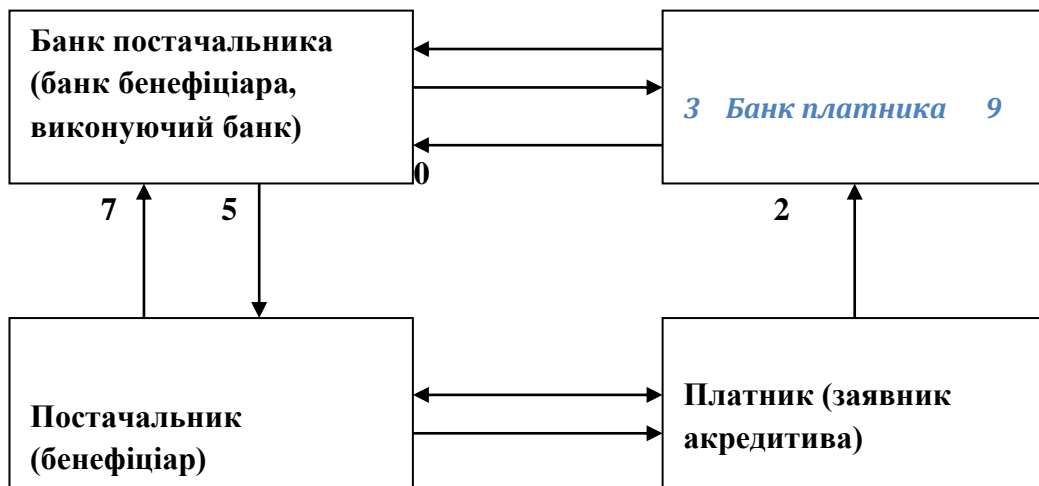 Банк постачальника
(банк бенефіціара,
виконуючий банк)
3 Банк платника 9
0
7 5 2
Постачальник
(бенефіціар)
Платник (заявник
акредитива)